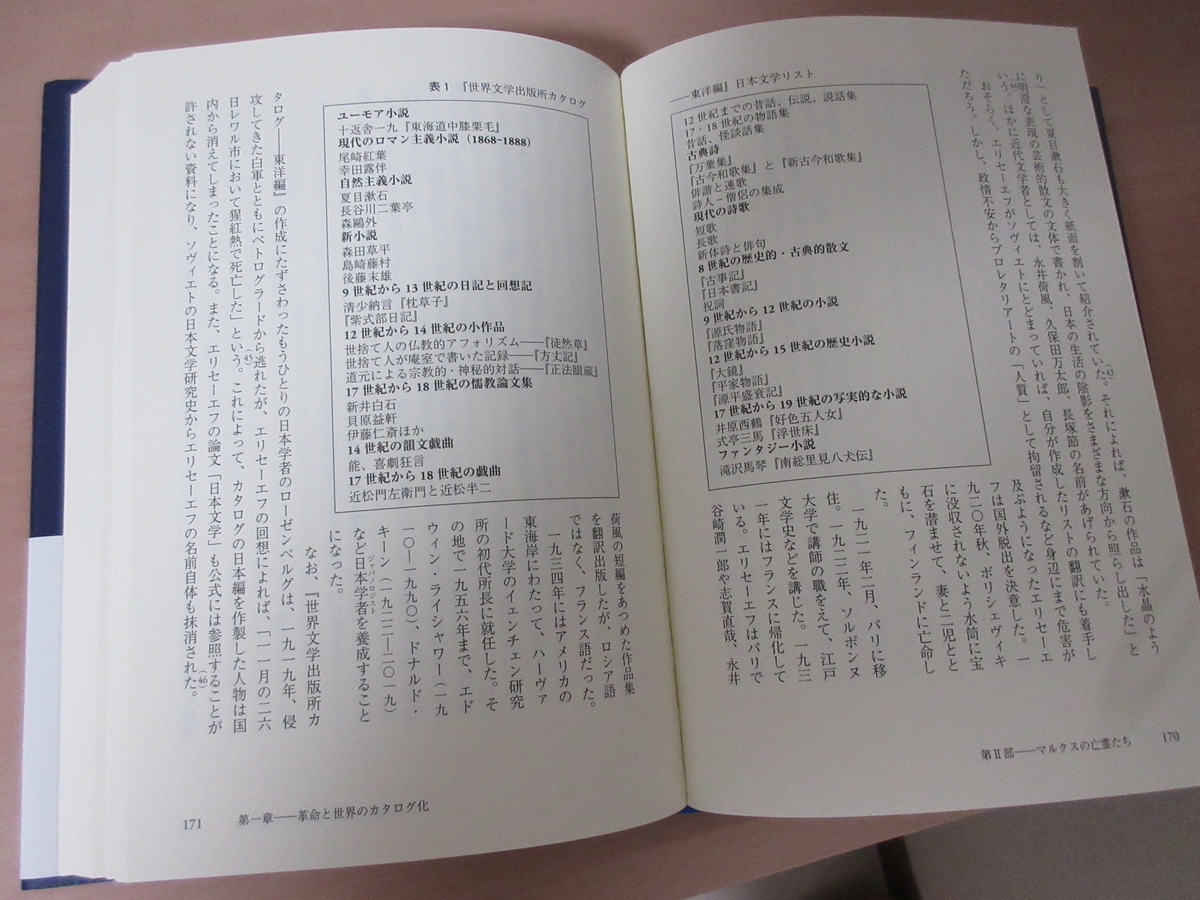 り」として夏目漱石も大きく紙面を割いて紹介されていた。それによれば、漱石の作品は「水晶のよう
に明澄な表現の芸術的散文の文体で書かれ、日本の生活の陰影をさまざまな方向から照らし出した」と
いう。ほかに近代文学者としては、永井荷風、久保田万太郎、長塚節の名前があげられていた。
おそらく、エリセーエフがソヴィエトにとどまっていれば、自分が作成したリストの翻訳にも着手し
ただろう。しかし、政情不安からプロレタリアートの「人質」として拘留されるなど身辺にまで危害が
及ぶようになったエリセーエ
フは国外脱出を決意した。一
九二〇年秋、ボリシェヴィキ
に没収されないよう水筒に宝
石を潜ませて、妻と二児とと
もに、フィンランドに亡命し
た。
一九二一年二月、パリに移
住。一九二二年、ソルボンヌ
大学で講師の職をえて、江戸
文学史などを講じた。一九三
一年にはフランスに帰化して
いる。エリセーエフはパリで
谷崎潤一郎や志賀直哉、永井
――東洋編』日本文学リスト
12世紀までの昔話、伝説、説話集
17・18世紀の物語集
昔話、怪談話集
古典詩
『万葉集』
『古今和歌集』と『新古今和歌集』
俳諧と連歌
詩人－僧侶の集成
現代の詩歌
短歌
長歌
新体詩と俳句
8世紀の歴史的・古典的散文
『古事記』
『日本書記』
祝詞
9世紀から12世紀の小説
『源氏物語』
『落窪物語』
12世紀から15世紀の歴史小説
『大鏡』
『平家物語』
『源平盛衰記』
17世紀から19世紀の写実的な小説
井原西鶴『好色五人女』
式亭三馬『浮世床』
ファンタジー小説
滝沢馬琴『南総里見八犬伝』
第Ⅱ部――マルクスの亡霊たち
170
表1 『世界文学出版所カタログ
ユーモア小説
十返舎一九『東海道中膝栗毛』
現代のロマン主義小説（1868-1888）
尾崎紅葉
幸田露伴
自然主義小説
夏目漱石
長谷川二葉亭
森鷗外
新小説
森田草平
島崎藤村
後藤末雄
9世紀から13世紀の日記と回想記
清少納言『枕草子』
『紫式部日記』
12世紀から14世紀の小作品
世捨て人の仏教的アフォリズム――『徒然草』
世捨て人が庵室で書いた記録――『方丈記』
道元による宗教的・神秘的対話――『正法眼蔵』
17世紀から18世紀の儒教論文集
新井白石
貝原益軒
伊藤仁斎ほか
14世紀の韻文戯曲
能、喜劇狂言
17世紀から18世紀の戯曲
近松門左衛門と近松半二
荷風の短編をあつめた作品集
を翻訳出版したが、ロシア語
ではなく、フランス語だった。
一九三四年にはアメリカの
東海岸にわたって、ハーヴァ
ード大学のイェンチェン研究
所の初代所長に就任した。そ
の地で一九五六年まで、エド
ウィン・ライシャワー（一九
一〇―一九九〇）、ドナルド・
キーン（一九二二―二〇一九）
など日本学者ジャパノロジストを養成すること
になった。
なお、『世界文学出版所カ
タログ――東洋編』の作成にたずさわったもうひとりの日本学者のローゼンベルグは、一九一九年、侵
攻してきた白軍とともにペトログラードから逃れたが、エリセーエフの回想によれば、「一一月の二六
日レワル市において猩紅熱で死亡した」という(45)。これによって、カタログの日本編を作製した人物は国
内から消えてしまったことになる。また、エリセーエフの論文「日本文学」も公式には参照することが
許されない資料になり、ソヴィエトの日本文学研究史からエリセーエフの名前自体も抹消された(46)。
171
第一章――革命と世界のカタログ化